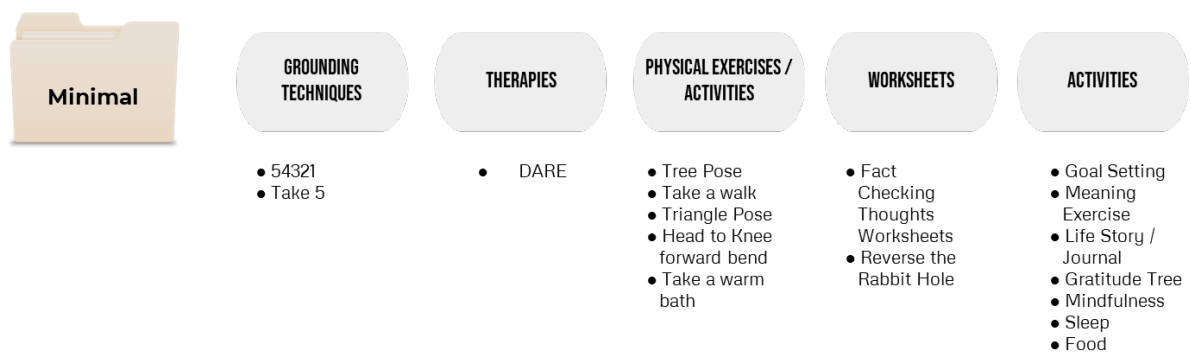 Minimal
GROUNDING
TECHNIQUES
● 54321
● Take 5
THERAPIES
● DARE
PHYSICAL EXERCISES /
ACTIVITIES
● Tree Pose
● Take a walk
● Triangle Pose
● Head to Knee
forward bend
● Take a warm
bath
WORKSHEETS
● Fact
Checking
Thoughts
Worksheets
● Reverse the
Rabbit Hole
ACTIVITIES
● Goal Setting
● Meaning
Exercise
● Life Story /
Journal
● Gratitude Tree
● Mindfulness
● Sleep
● Food